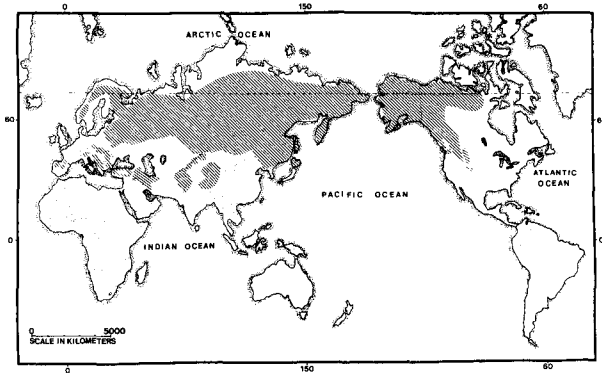 0 150 60
ARCTIC OCEAN
60 60
ATLANTIC
OCEAN
PACIFIC OCEAN
0 0
INDIAN OCEAN
0 5000
SCALE IN KILOMETERS
0 150 60